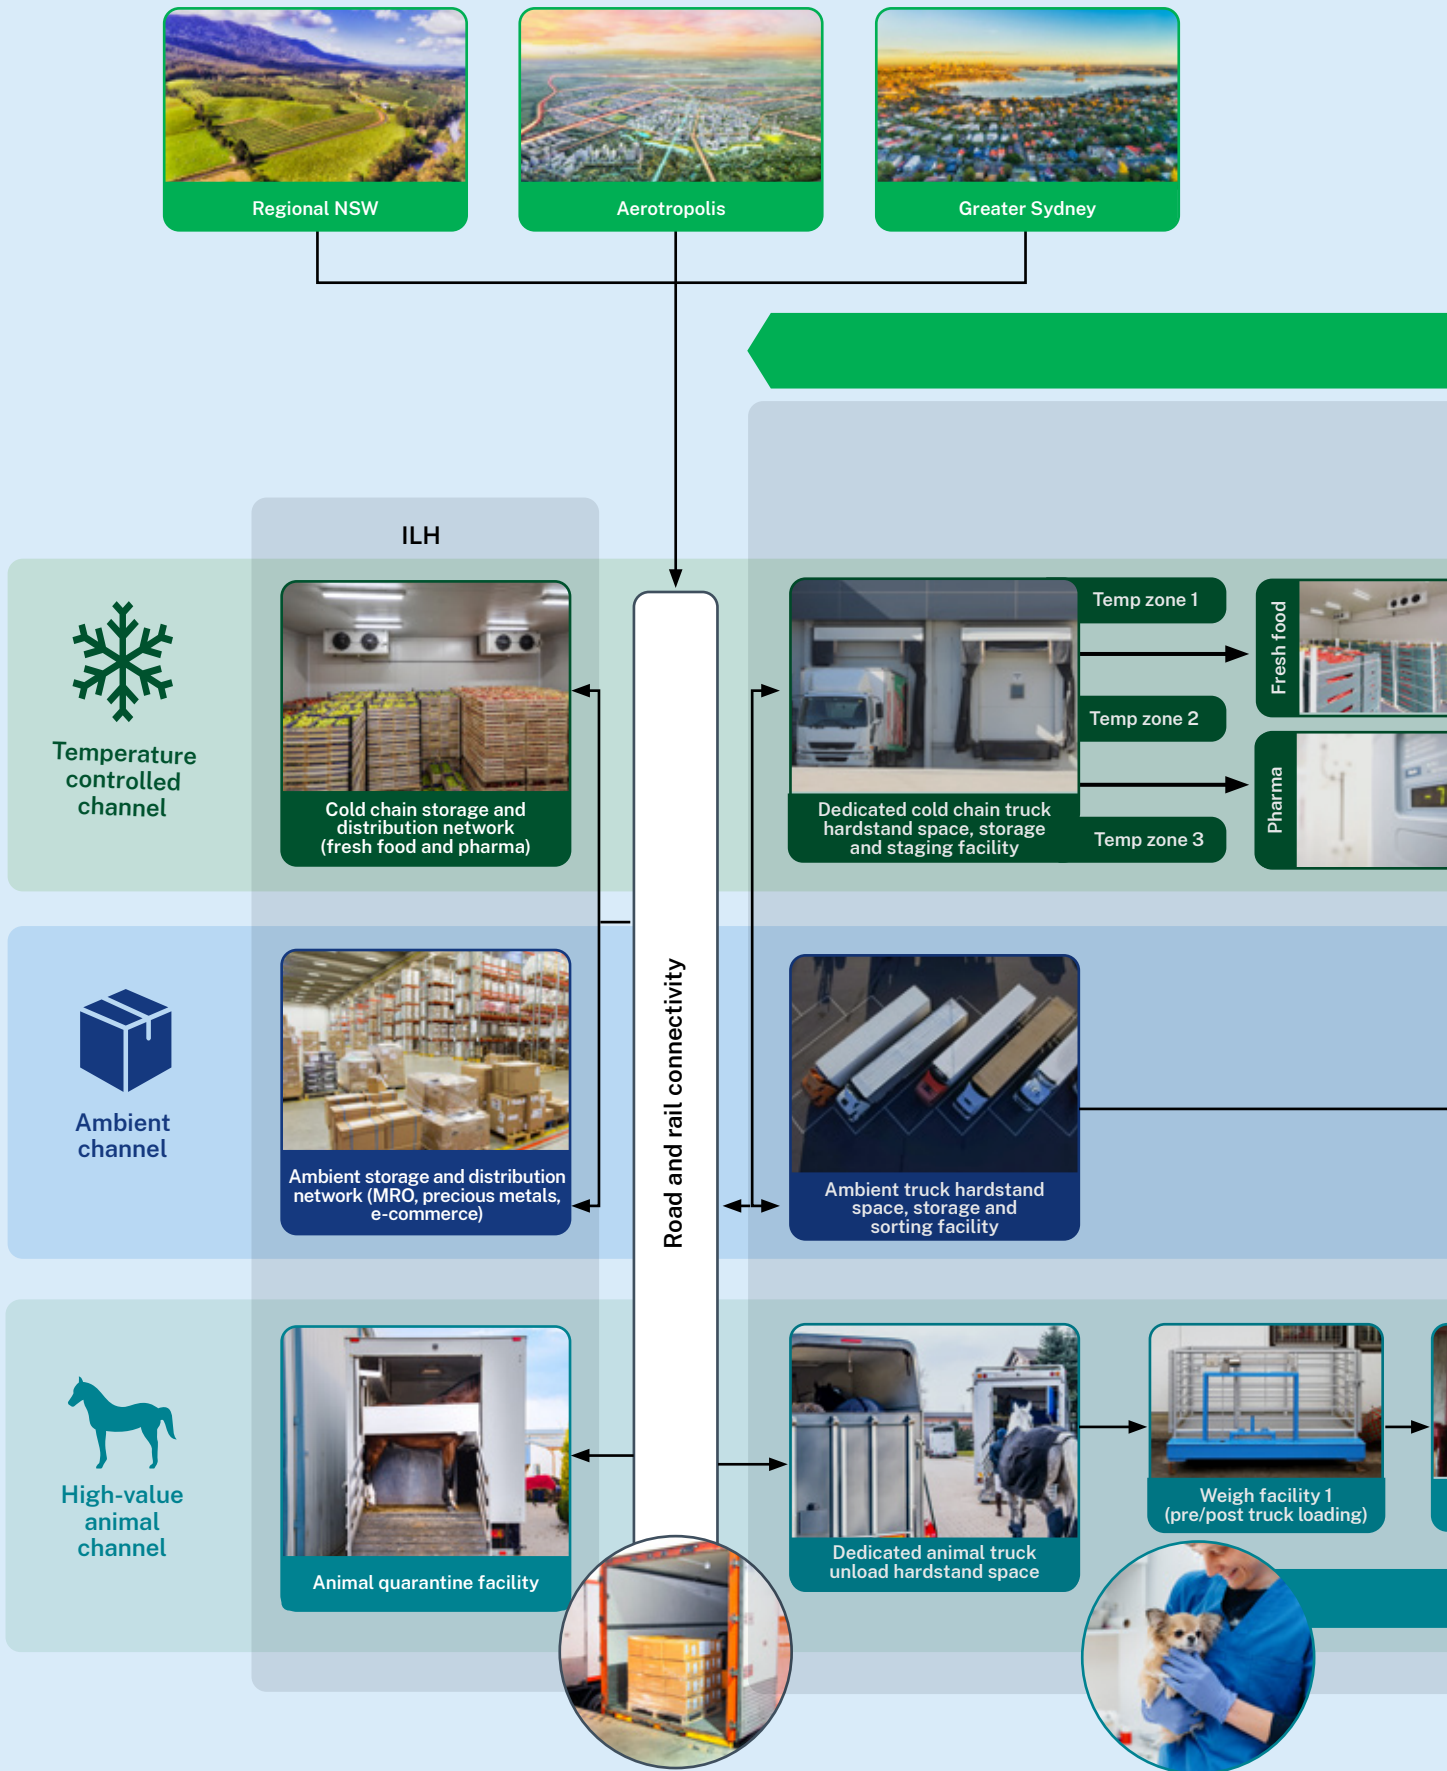 Regional NSW
Aerotropolis
Greater Sydney
ILH
Temperature
controlled
channel
Cold chain storage and
distribution network
(fresh food and pharma)
Dedicated cold chain truck
hardstand space, storage
and staging facility
Temp zone 1
Temp zone 2
Temp zone 3
Fresh food
Pharma
Road and rail connectivity
Ambient
channel
Ambient storage and distribution
network (MRO, precious metals,
e-commerce)
Ambient truck hardstand
space, storage and
sorting facility
High-value
animal
channel
Animal quarantine facility
Dedicated animal truck
unload hardstand space
Weigh facility 1
(pre/post truck loading)